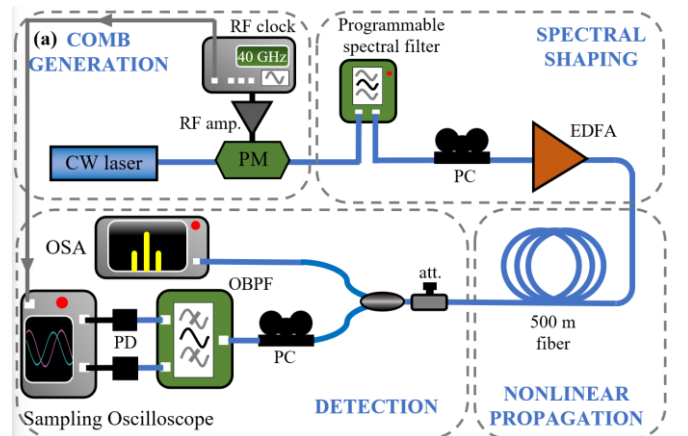 (a) COMB
GENERATION
RF clock
40 GHz
RF amp.
CW laser
PM
Programmable
spectral filter
SPECTRAL
SHAPING
PC
EDFA
OSA
OBPF
att.
PD
PC
Sampling Oscilloscope
DETECTION
500 m
fiber
NONLINEAR
PROPAGATION